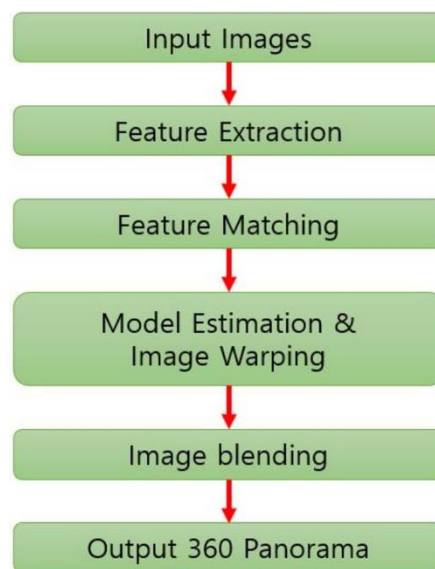 Input Images
Feature Extraction
Feature Matching
Model Estimation &
Image Warping
Image blending
Output 360 Panorama